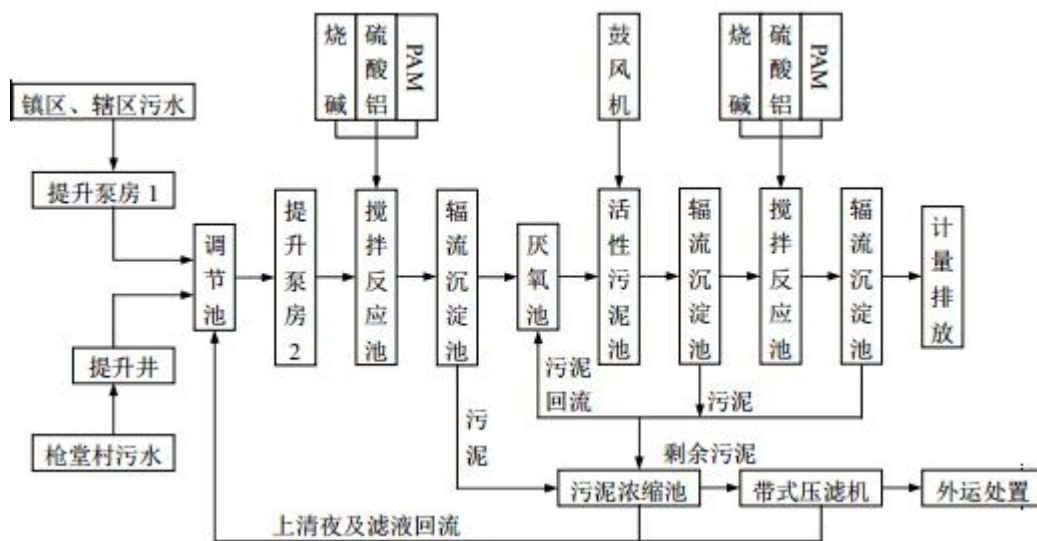 烧碱
硫酸铝
PAM
鼓风机
烧碱
硫酸铝
PAM
镇区、辖区污水
提升泵房1
调节池
提升泵房2
搅拌反应池
辐流沉淀池
厌氧池
活性污泥池
辐流沉淀池
搅拌反应池
辐流沉淀池
计量排放
提升井
枪堂村污水
污泥
回流
污泥
污泥
剩余污泥
污泥浓缩池
带式压滤机
外运处置
上清夜及滤液回流